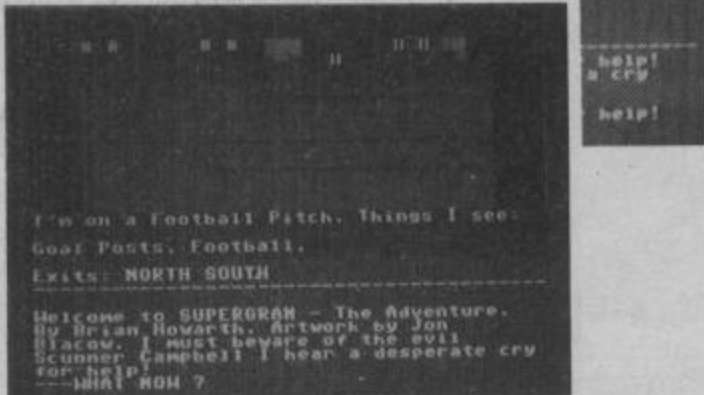 I'm on a Football Pitch. Things I see:
Goal Posts. Football.
Exits: NORTH SOUTH
Welcome to SUPERGRAN - The Adventure.
By Brian Howarth. Artwork by Jon
Blacow. I must beware of the evil
Scunner Campbell I hear a desperate cry
for help!
---WHAT NOW ?
help!
a cry
help!